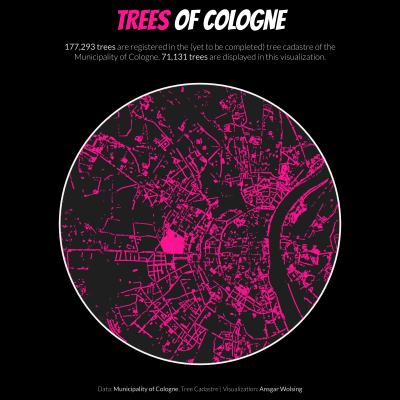 TREES OF COLOGNE
177,293 trees are registered in the (yet to be completed) tree cadastre of the
Municipality of Cologne. 71,131 trees are displayed in this visualization.
Data: Municipality of Cologne, Tree Cadastre | Visualization: Ansgar Wolsing